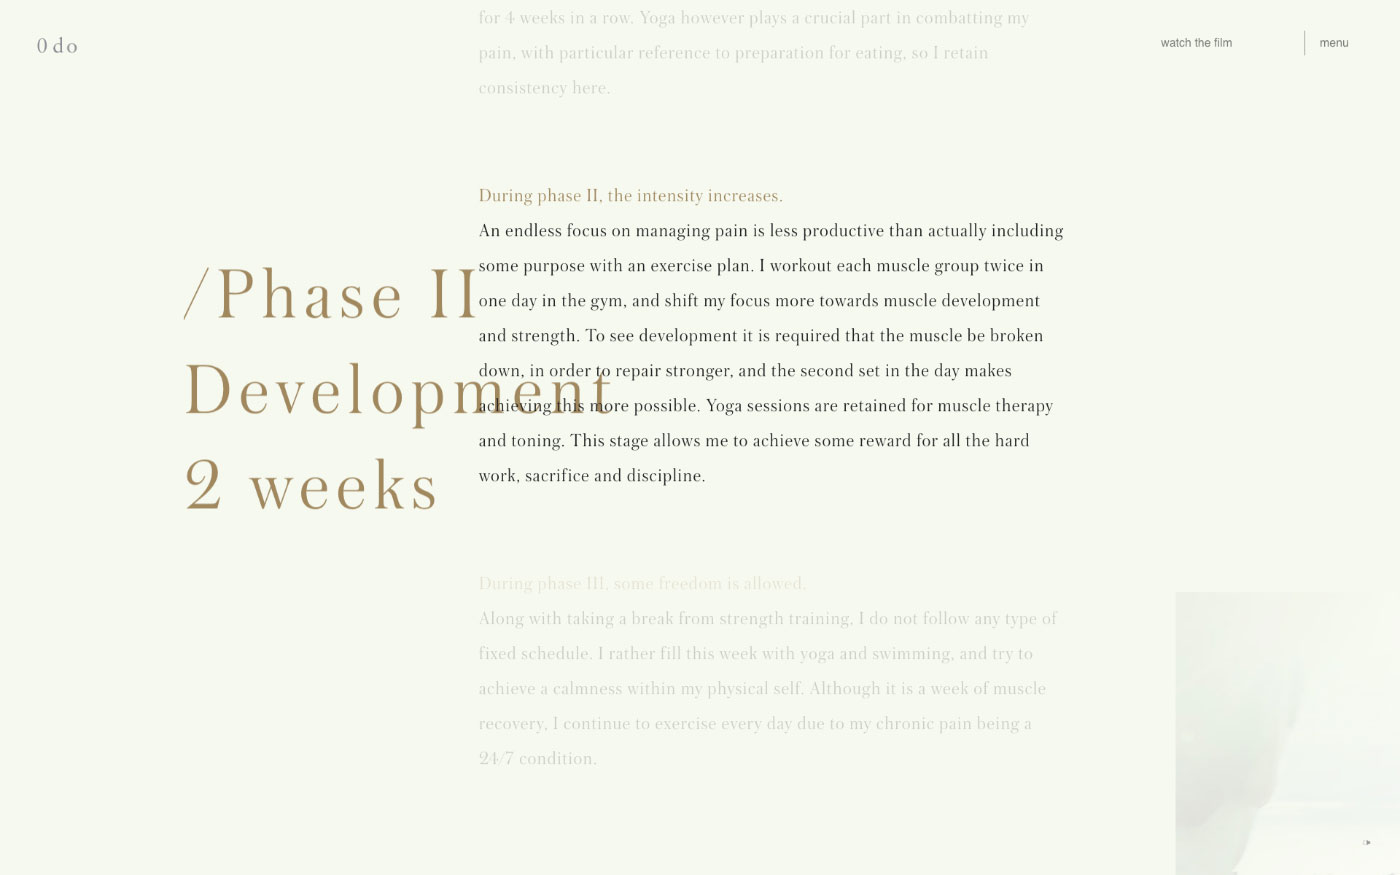 for 4 weeks in a row. Yoga however plays a crucial part in combatting my
0 do
watch the film
menu
pain, with particular reference to preparation for eating, so I retain
consistency here.
During phase II, the intensity increases.
An endless focus on managing pain is less productive than actually including
some purpose with an exercise plan. I workout each muscle group twice in
one day in the gym, and shift my focus more towards muscle development
and strength. To see development it is required that the muscle be broken
down, in order to repair stronger, and the second set in the day makes
achieving this more possible. Yoga sessions are retained for muscle therapy
and toning. This stage allows me to achieve some reward for all the hard
work, sacrifice and discipline.
/Phase II
Development
2 weeks
During phase III, some freedom is allowed.
Along with taking a break from strength training, I do not follow any type of
fixed schedule. I rather fill this week with yoga and swimming, and try to
achieve a calmness within my physical self. Although it is a week of muscle
recovery, I continue to exercise every day due to my chronic pain being a
24/7 condition.